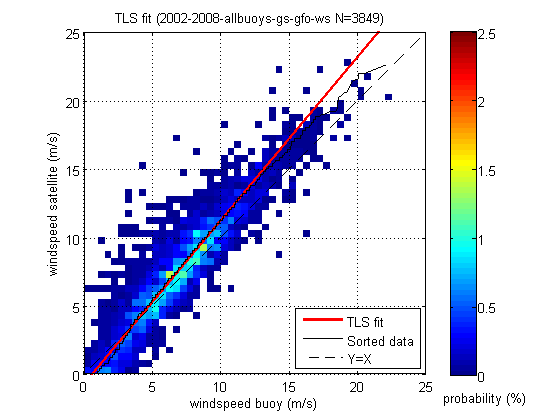 TLS fit (2002-2008-allbuoys-gs-gfo-ws N=3849)
25
20
15
10
5
0
windspeed satellite (m/s)
0 5 10 15 20 25
windspeed buoy (m/s)
TLS fit
Sorted data
Y=X
2.5
2
1.5
1
0.5
0
probability (%)